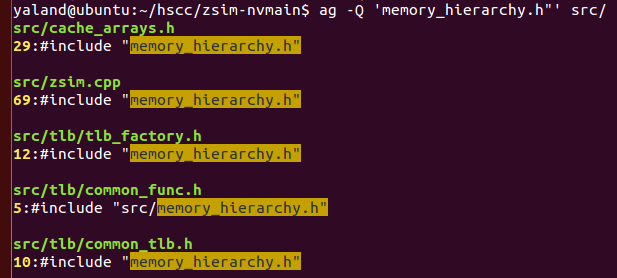 yaland@ubuntu:~/hscc/zsim-nvmain$ ag -Q 'memory_hierarchy.h"' src/
src/cache_arrays.h
29:#include "memory_hierarchy.h"
src/zsim.cpp
69:#include "memory_hierarchy.h"
src/tlb/tlb_factory.h
12:#include "memory_hierarchy.h"
src/tlb/common_func.h
5:#include "src/memory_hierarchy.h"
src/tlb/common_tlb.h
10:#include "memory_hierarchy.h"